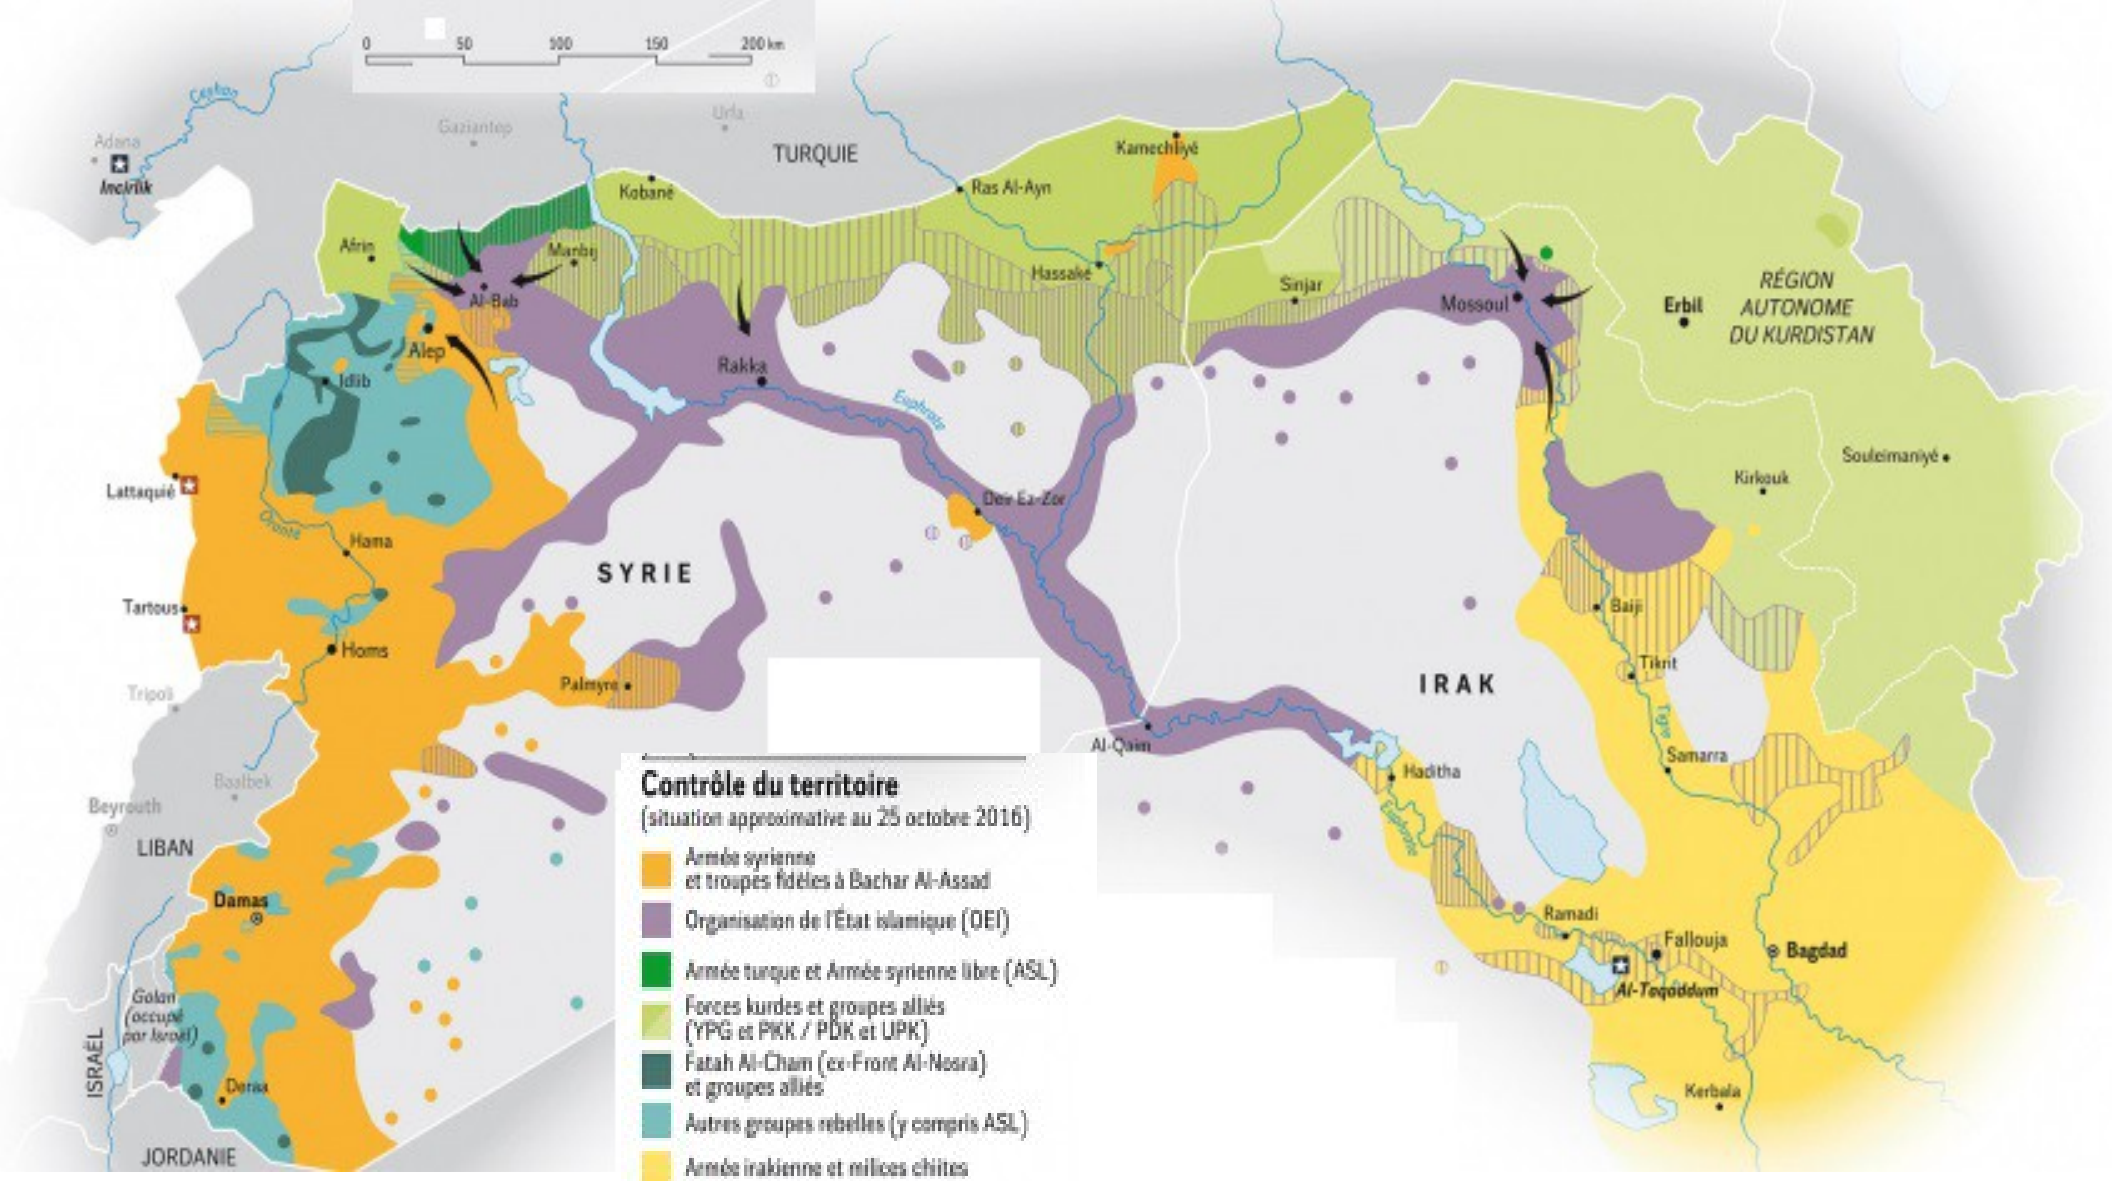 0 50 100 150 200 km
Ceyhan
Adana
Incirlik
Gaziantep
Urfa
TURQUIE
Kobané
Ras Al-Ayn
Kamechliyé
Afrin
Manbij
Al-Bab
Hassaké
Sinjar
Mossoul
Erbil
RÉGION
AUTONOME
DU KURDISTAN
Alep
Idlib
Rakka
Euphrate
Lattaquié
Oronte
Hama
Deir Ez-Zor
Kirkouk
Souleimaniyé
SYRIE
Tartous
Homs
Baiji
Tikrit
Palmyre
IRAK
Tripoli
Tigre
Al-Qaim
Samarra
Haditha
Baalbek
Beyrouth
LIBAN
Euphrate
Damas
Ramadi
Fallouja
Bagdad
Al-Taqaddum
Golan
(occupé
par Israël)
ISRAËL
Deraa
Kerbala
JORDANIE
Contrôle du territoire
(situation approximative au 25 octobre 2016)
Armée syrienne
et troupes fidèles à Bachar Al-Assad
Organisation de l'État islamique (OEI)
Armée turque et Armée syrienne libre (ASL)
Forces kurdes et groupes alliés
(YPG et PKK / PDK et UPK)
Fatah Al-Cham (ex-Front Al-Nosra)
et groupes alliés
Autres groupes rebelles (y compris ASL)
Armée irakienne et milices chiites